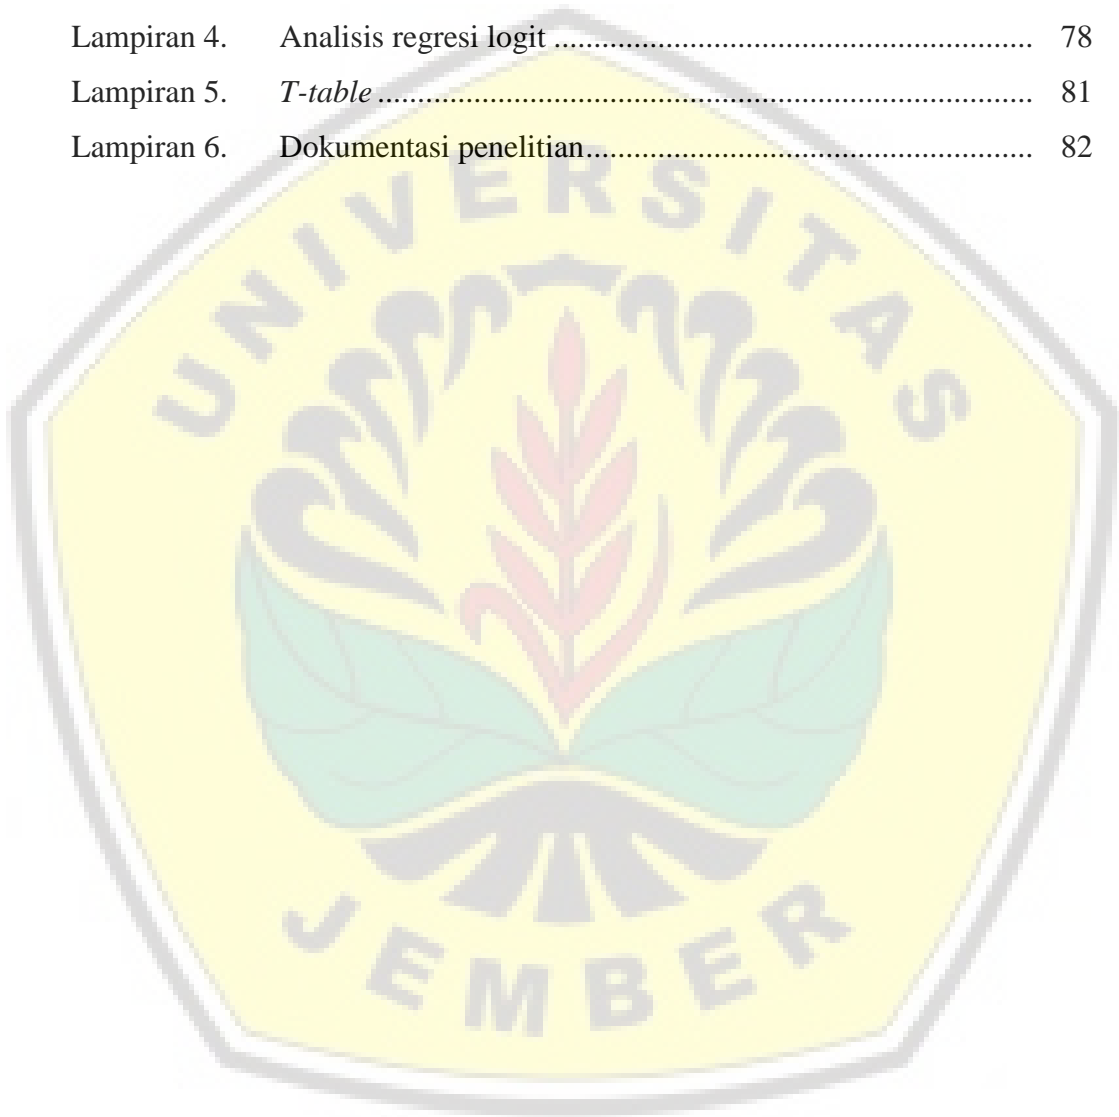 Lampiran 4. Analisis regresi logit ........................................................... 78
Lampiran 5. T-table ................................................................................. 81
Lampiran 6. Dokumentasi penelitian....................................................... 82
UNIVERSITAS
JEMBER